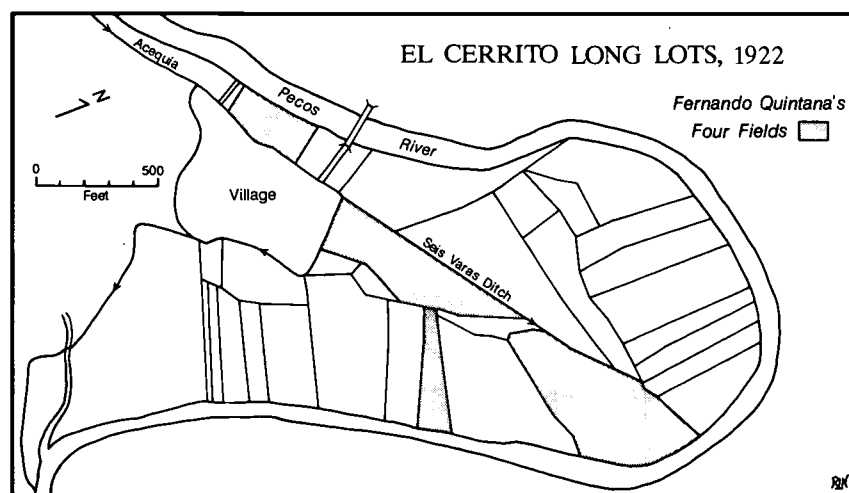 EL CERRITO LONG LOTS, 1922
Acequia
Pecos
River
Fernando Quintana's
Four Fields
N
0 500
Feet
Village
Seis Varas Ditch